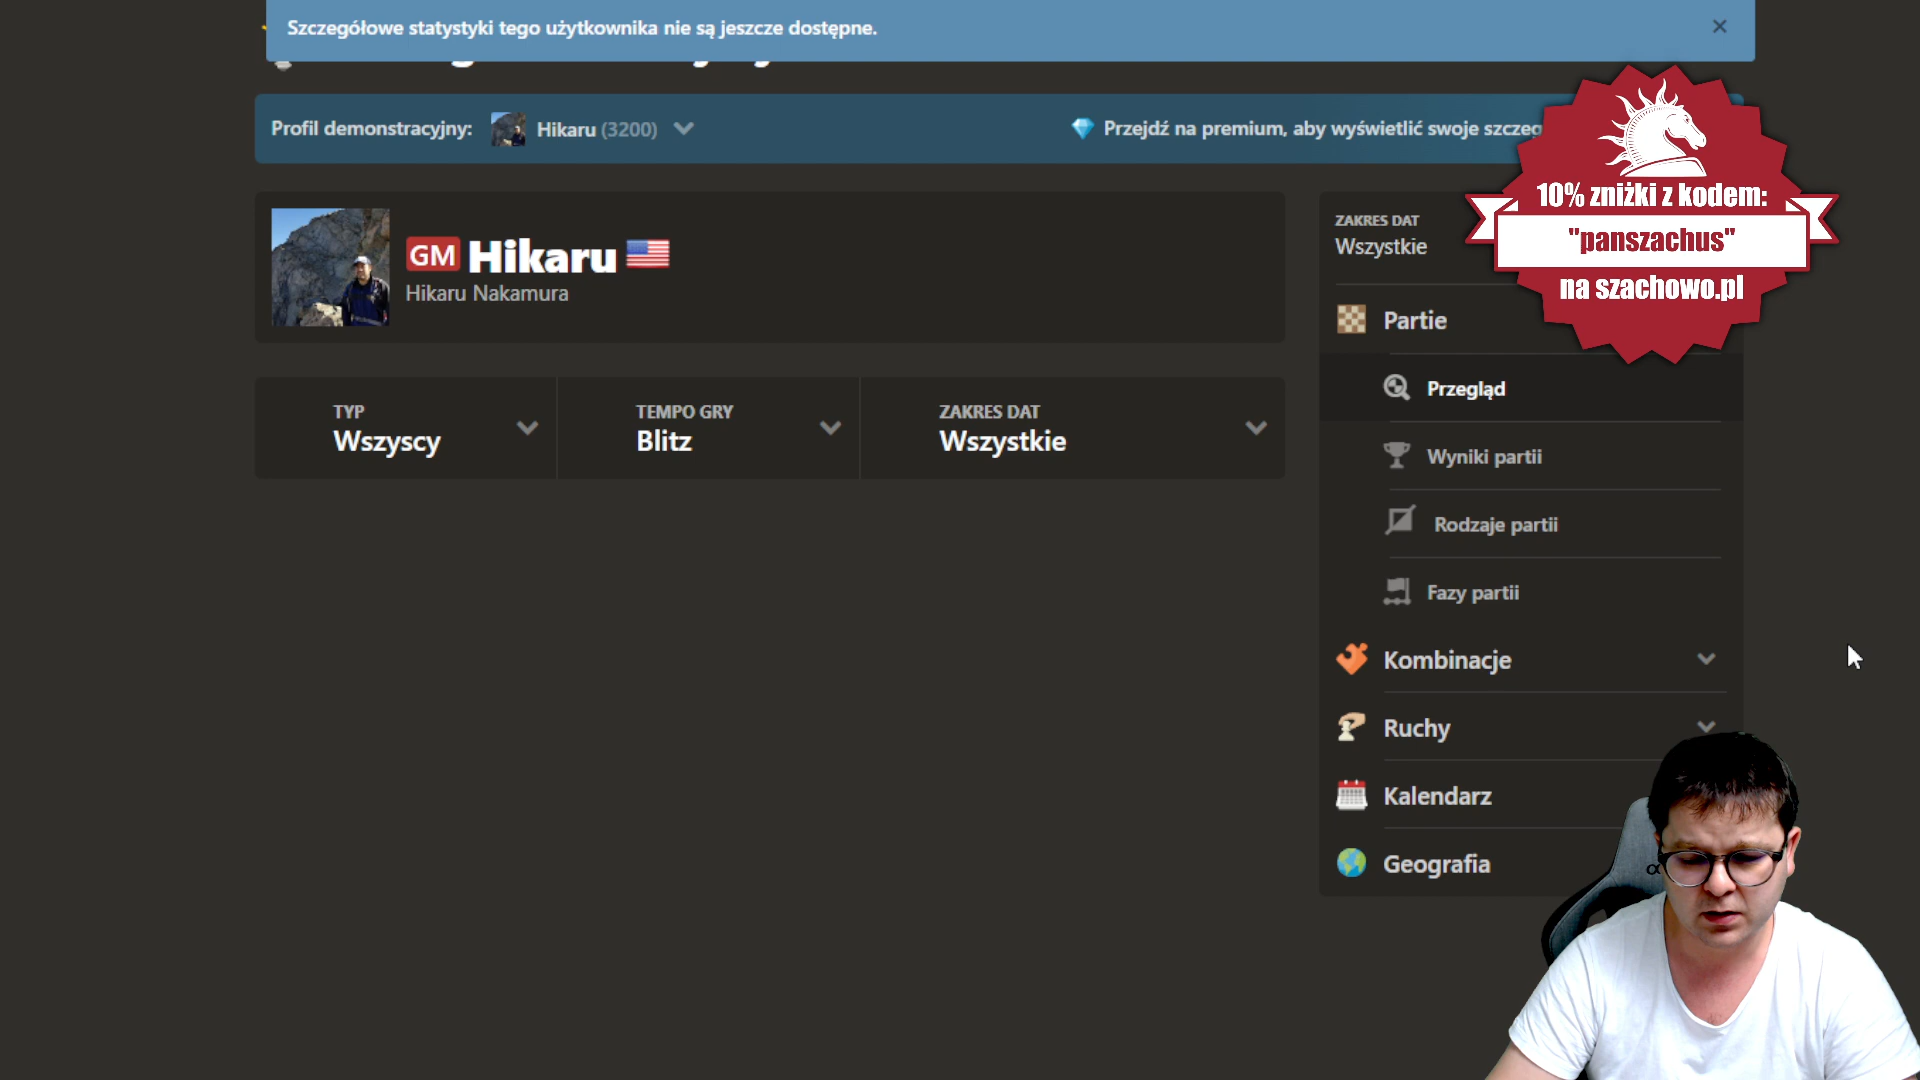 Szczegółowe statystyki tego użytkownika nie są jeszcze dostępne.
Profil demonstracyjny: Hikaru (3200)
Przejdź na premium, aby wyświetlić swoje
10% zniżki z kodem:
"panszachus"
na szachowo.pl
GM Hikaru
Hikaru Nakamura
TYP
Wszyscy
TEMPO GRY
Blitz
ZAKRES DAT
Wszystkie
ZAKRES DAT
Wszystkie
Partie
Przegląd
Wyniki partii
Rodzaje partii
Fazy partii
Kombinacje
Ruchy
Kalendarz
Geografia